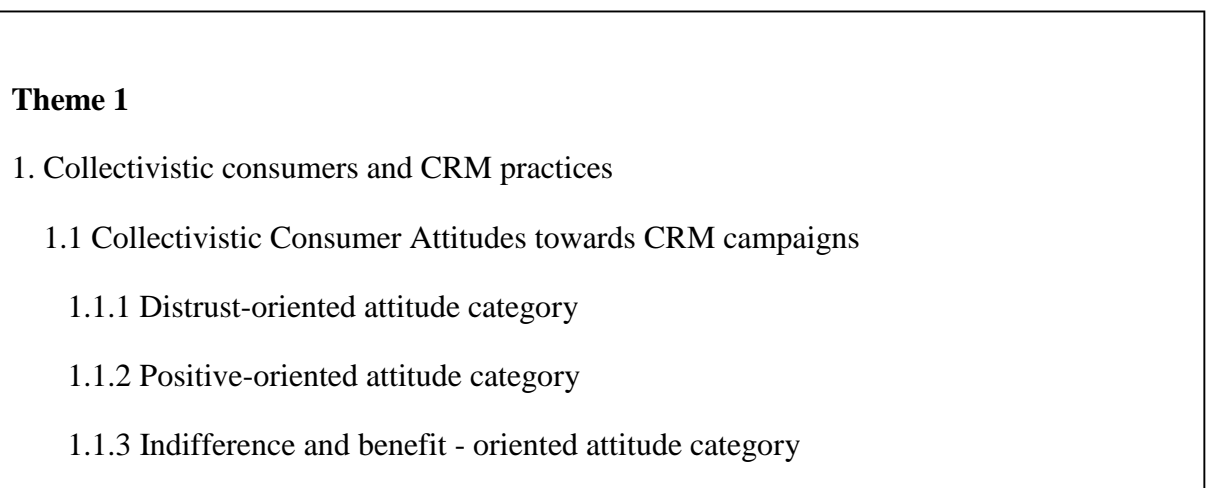 Theme 1
1. Collectivistic consumers and CRM practices
1.1 Collectivistic Consumer Attitudes towards CRM campaigns
1.1.1 Distrust-oriented attitude category
1.1.2 Positive-oriented attitude category
1.1.3 Indifference and benefit - oriented attitude category